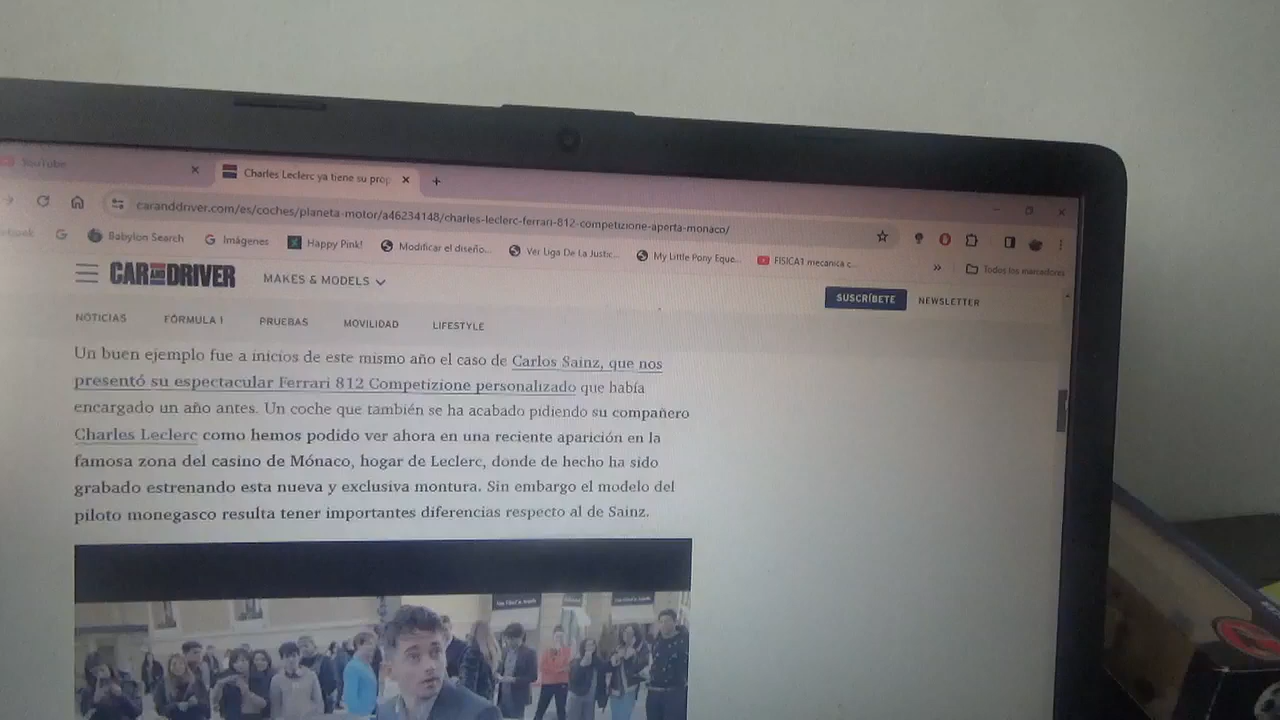 YouTube
Charles Leclerc ya tiene su prop
caranddriver.com/es/coches/planeta-motor/a46234148/charles-leclerc-ferrari-812-competizione-aperta-monaco/
Babylon Search Imágenes Happy Pink! Modificar el diseño... Ver Liga De La Justic... My Little Pony Eque... FISICA1 mecanica c...
» Todos los marcadores
CAR AND DRIVER MAKES & MODELS SUSCRÍBETE NEWSLETTER
NOTICIAS FÓRMULA 1 PRUEBAS MOVILIDAD LIFESTYLE
Un buen ejemplo fue a inicios de este mismo año el caso de Carlos Sainz, que nos
presentó su espectacular Ferrari 812 Competizione personalizado que había
encargado un año antes. Un coche que también se ha acabado pidiendo su compañero
Charles Leclerc como hemos podido ver ahora en una reciente aparición en la
famosa zona del casino de Mónaco, hogar de Leclerc, donde de hecho ha sido
grabado estrenando esta nueva y exclusiva montura. Sin embargo el modelo del
piloto monegasco resulta tener importantes diferencias respecto al de Sainz.